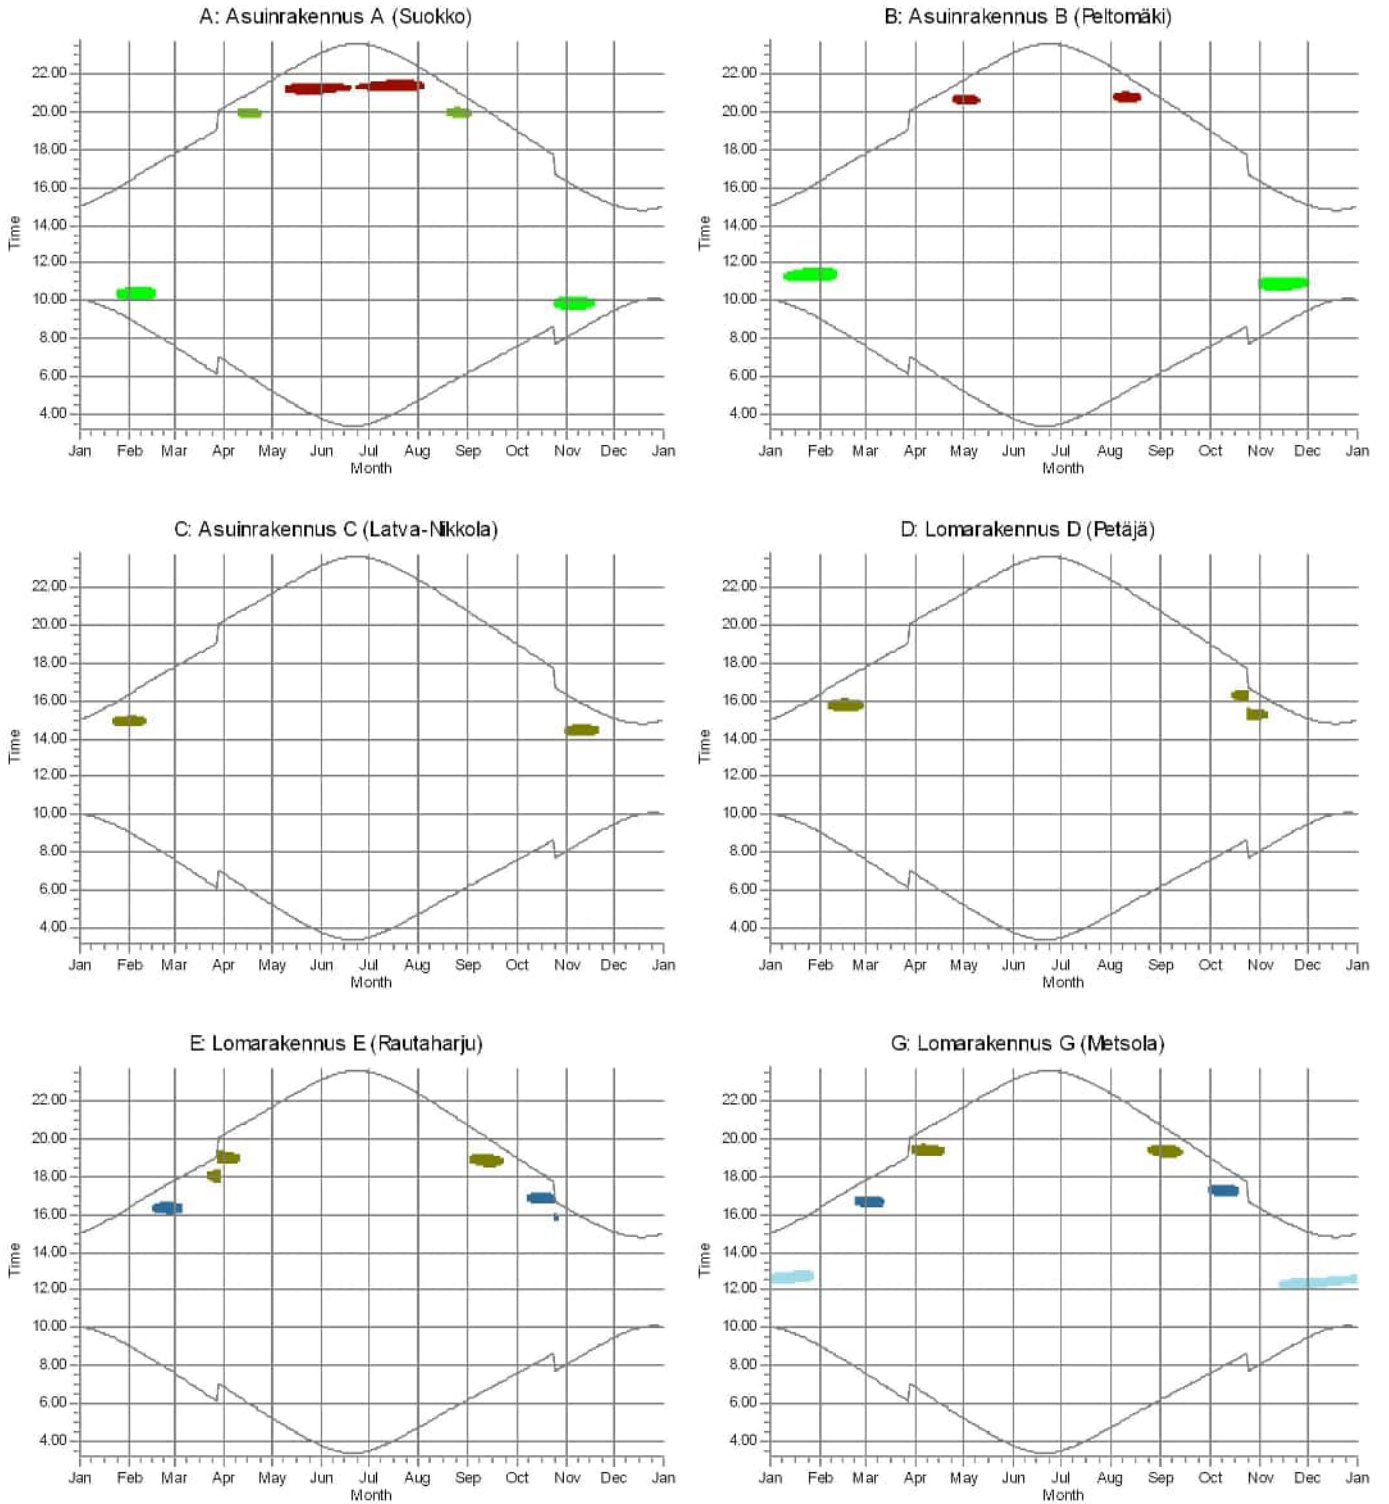 A: Asuinrakennus A (Suokko)
22.00
20.00
18.00
16.00
14.00
12.00
10.00
8.00
6.00
4.00
Time
Jan Feb Mar Apr May Jun Jul Aug Sep Oct Nov Dec Jan
Month
B: Asuinrakennus B (Peltomäki)
22.00
20.00
18.00
16.00
14.00
12.00
10.00
8.00
6.00
4.00
Time
Jan Feb Mar Apr May Jun Jul Aug Sep Oct Nov Dec Jan
Month
C: Asuinrakennus C (Latva-Nikkola)
22.00
20.00
18.00
16.00
14.00
12.00
10.00
8.00
6.00
4.00
Time
Jan Feb Mar Apr May Jun Jul Aug Sep Oct Nov Dec Jan
Month
D: Lomarakennus D (Petäjä)
22.00
20.00
18.00
16.00
14.00
12.00
10.00
8.00
6.00
4.00
Time
Jan Feb Mar Apr May Jun Jul Aug Sep Oct Nov Dec Jan
Month
E: Lomarakennus E (Rautaharju)
22.00
20.00
18.00
16.00
14.00
12.00
10.00
8.00
6.00
4.00
Time
Jan Feb Mar Apr May Jun Jul Aug Sep Oct Nov Dec Jan
Month
G: Lomarakennus G (Metsola)
22.00
20.00
18.00
16.00
14.00
12.00
10.00
8.00
6.00
4.00
Time
Jan Feb Mar Apr May Jun Jul Aug Sep Oct Nov Dec Jan
Month